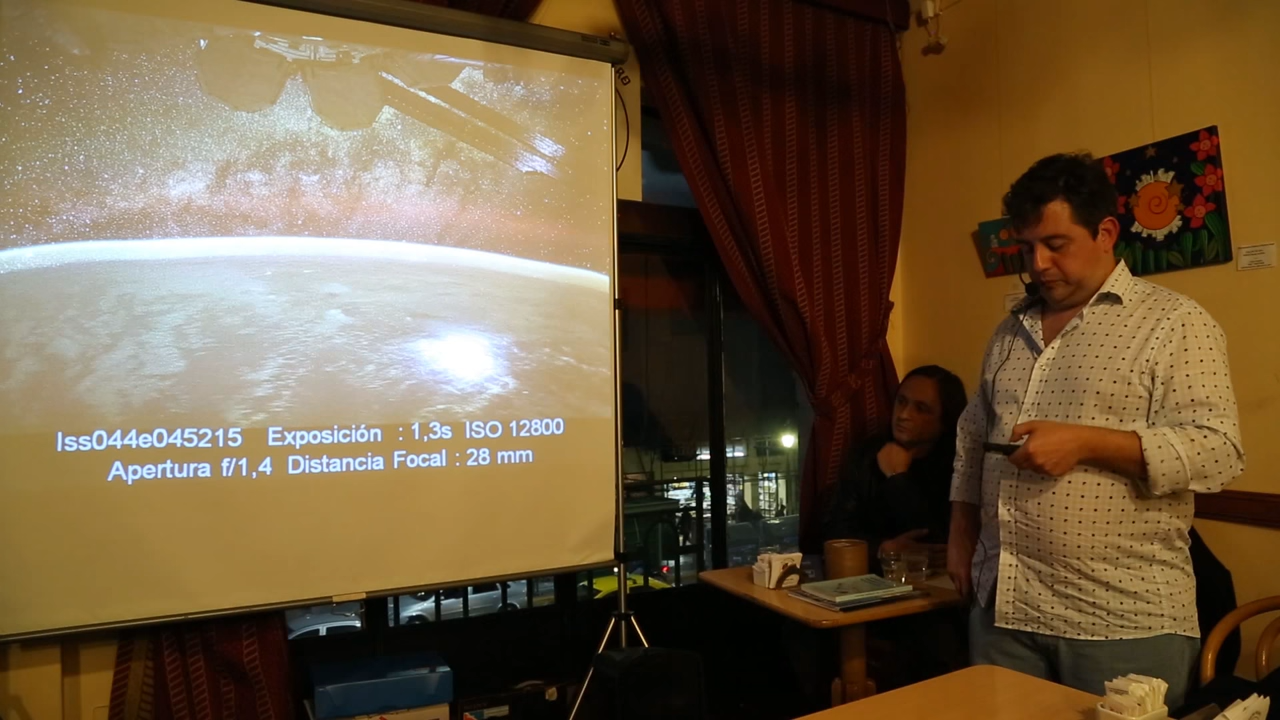 Iss044e045215 Exposición : 1,3s ISO 12800
Apertura f/1,4 Distancia Focal : 28 mm